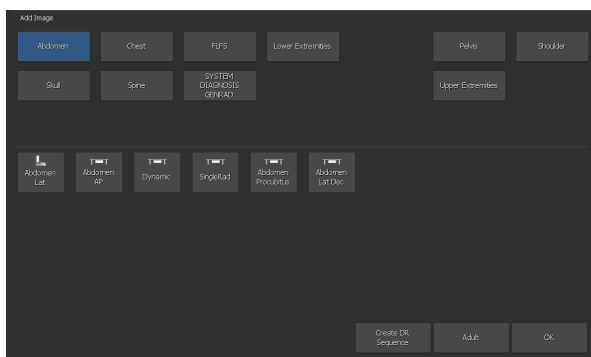 Add Image
Abdomen
Chest
FLFS
Lower Extremities
Pelvis
Shoulder
Skull
Spine
SYSTEM
DIAGNOSIS
GENRAD
Upper Extremities
Abdomen
Lat
Abdomen
AP
Dynamic
SingleRad
Abdomen
Procubitus
Abdomen
Lat Dec
Create DR
Sequence
Adult
OK